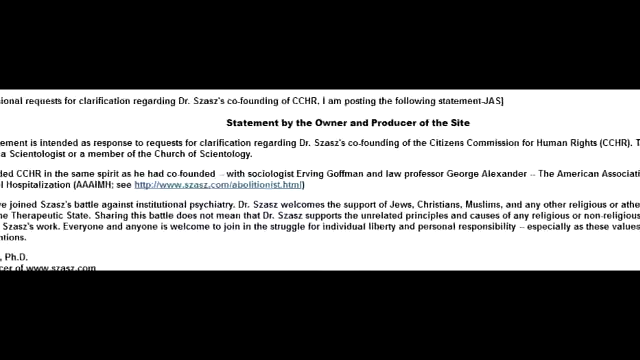 sional requests for clarification regarding Dr. Szasz's co-founding of CCHR, I am posting the following statement-JAS]
Statement by the Owner and Producer of the Site
ement is intended as response to requests for clarification regarding Dr. Szasz's co-founding of the Citizens Commission for Human Rights (CCHR). T
a Scientologist or a member of the Church of Scientology.
ded CCHR in the same spirit as he had co-founded -- with sociologist Erving Goffman and law professor George Alexander -- The American Associati
l Hospitalization (AAAIMH; see http://www.szasz.com/abolitionist.html)
ve joined Szasz's battle against institutional psychiatry. Dr. Szasz welcomes the support of Jews, Christians, Muslims, and any other religious or athe
he Therapeutic State. Sharing this battle does not mean that Dr. Szasz supports the unrelated principles and causes of any religious or non-religious
Szasz's work. Everyone and anyone is welcome to join in the struggle for individual liberty and personal responsibility -- especially as these values
ntions.
, Ph.D.
cer of www.szasz.com